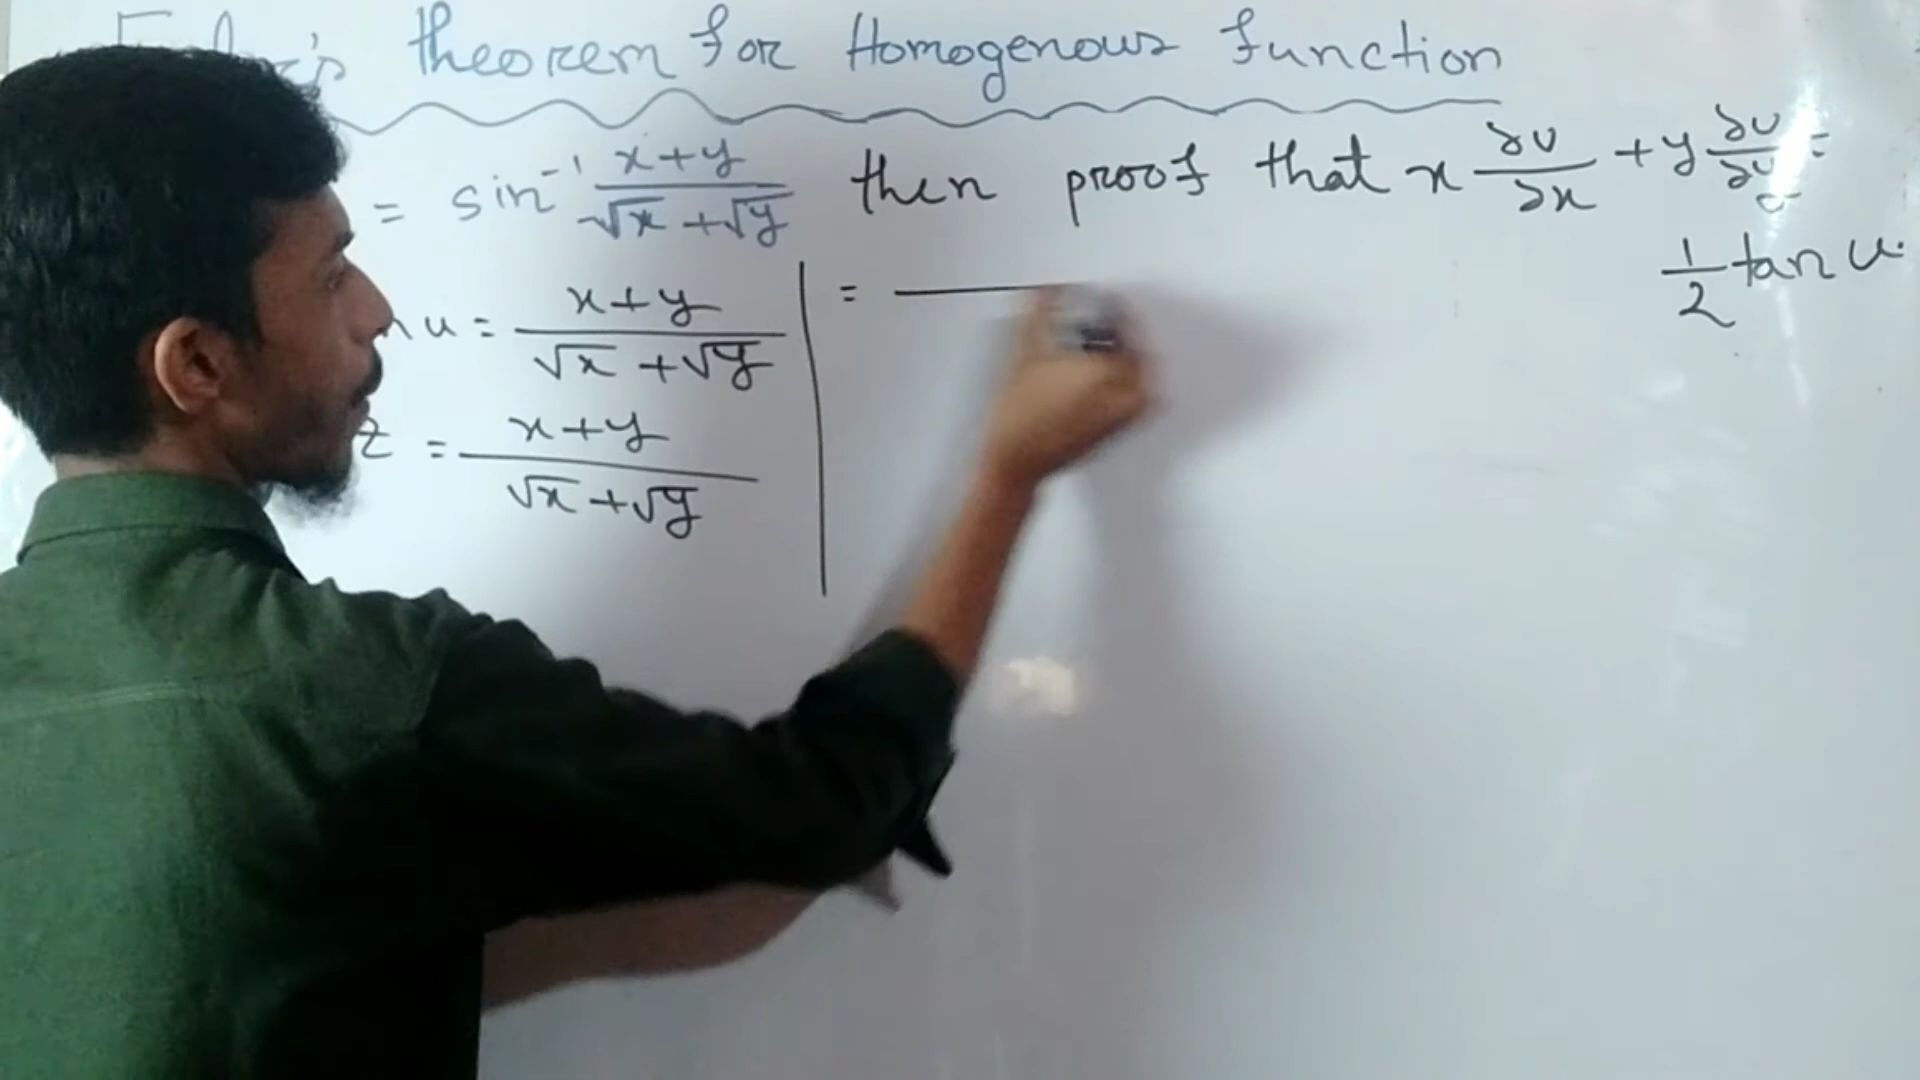 theorem for Homogenous function
= sin⁻¹ (x+y)/(√x+√y) then proof that x ∂u/∂x + y ∂u/∂y =
1/2 tan u.
u = (x+y)/(√x+√y)
z = (x+y)/(√x+√y)
=